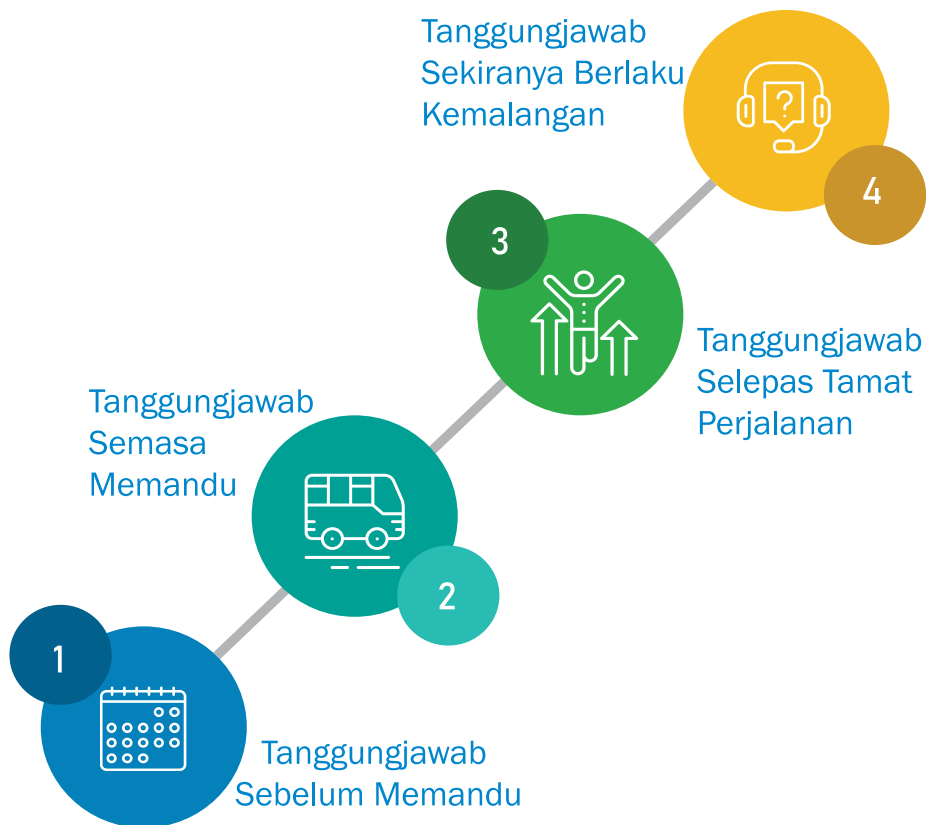 1
Tanggungjawab
Sebelum Memandu
2
Tanggungjawab
Semasa
Memandu
3
Tanggungjawab
Selepas Tamat
Perjalanan
4
Tanggungjawab
Sekiranya Berlaku
Kemalangan
?